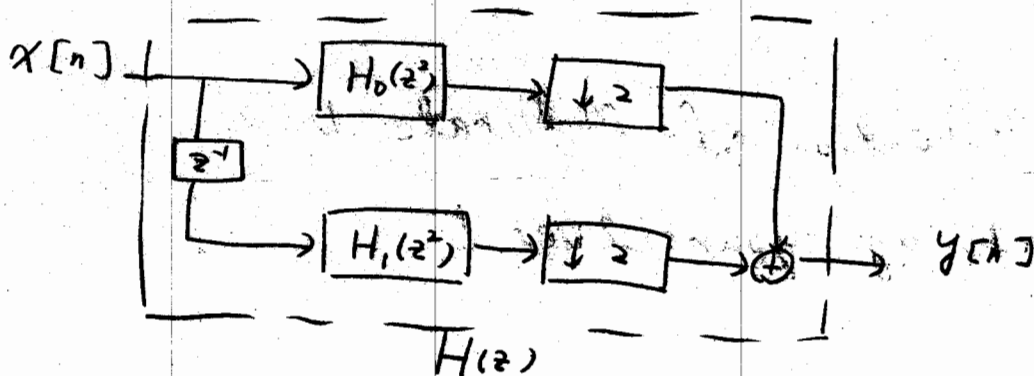 x[n]
H₀(z²)
↓ 2
z⁻¹
H₁(z²)
↓ 2
+
y[n]
H(z)